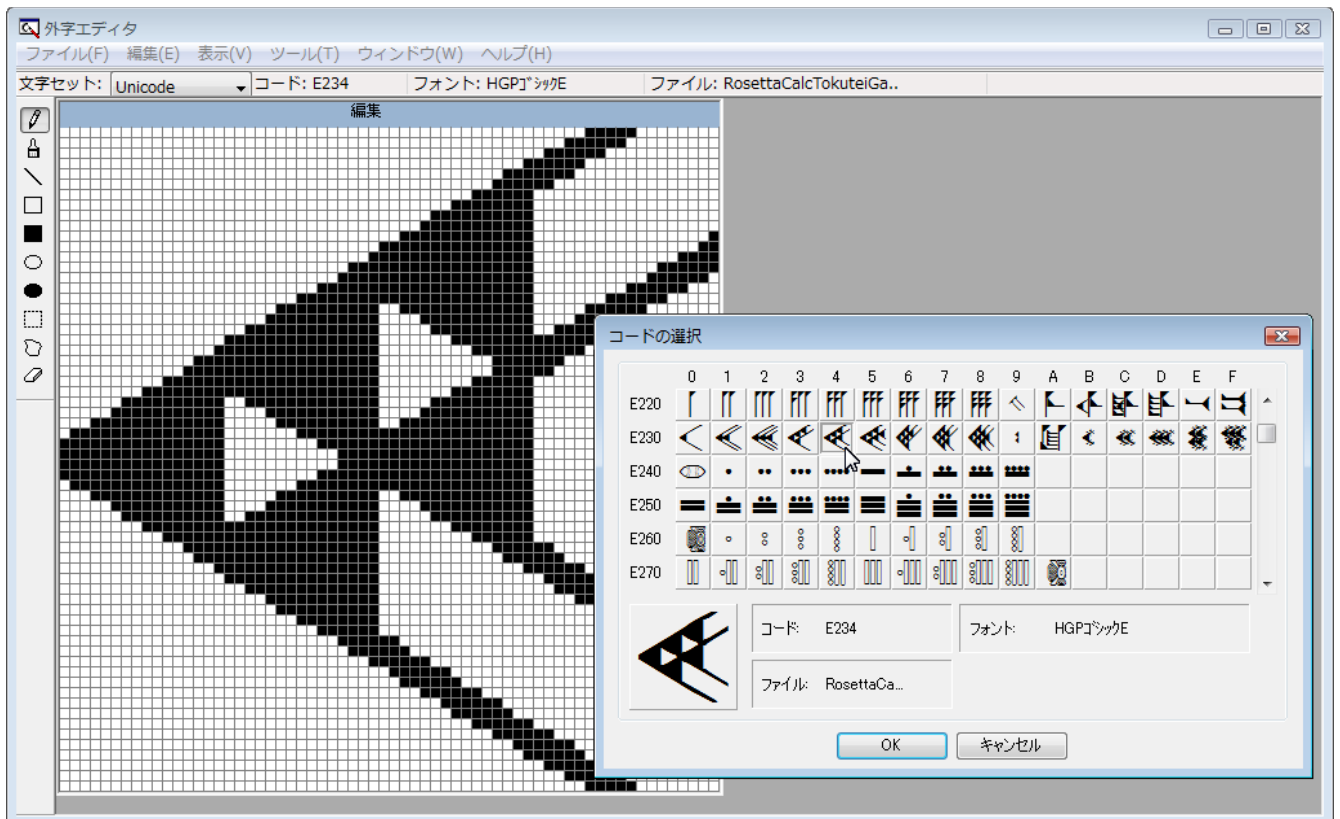 外字エディタ
ファイル(F) 編集(E) 表示(V) ツール(T) ウィンドウ(W) ヘルプ(H)
文字セット: Unicode コード: E234 フォント: HGPｺﾞｼｯｸE ファイル: RosettaCalcTokuteiGa..
編集
コードの選択
0 1 2 3 4 5 6 7 8 9 A B C D E F
E220
E230
E240
E250
E260
E270
コード: E234 フォント: HGPｺﾞｼｯｸE
ファイル: RosettaCa...
OK キャンセル